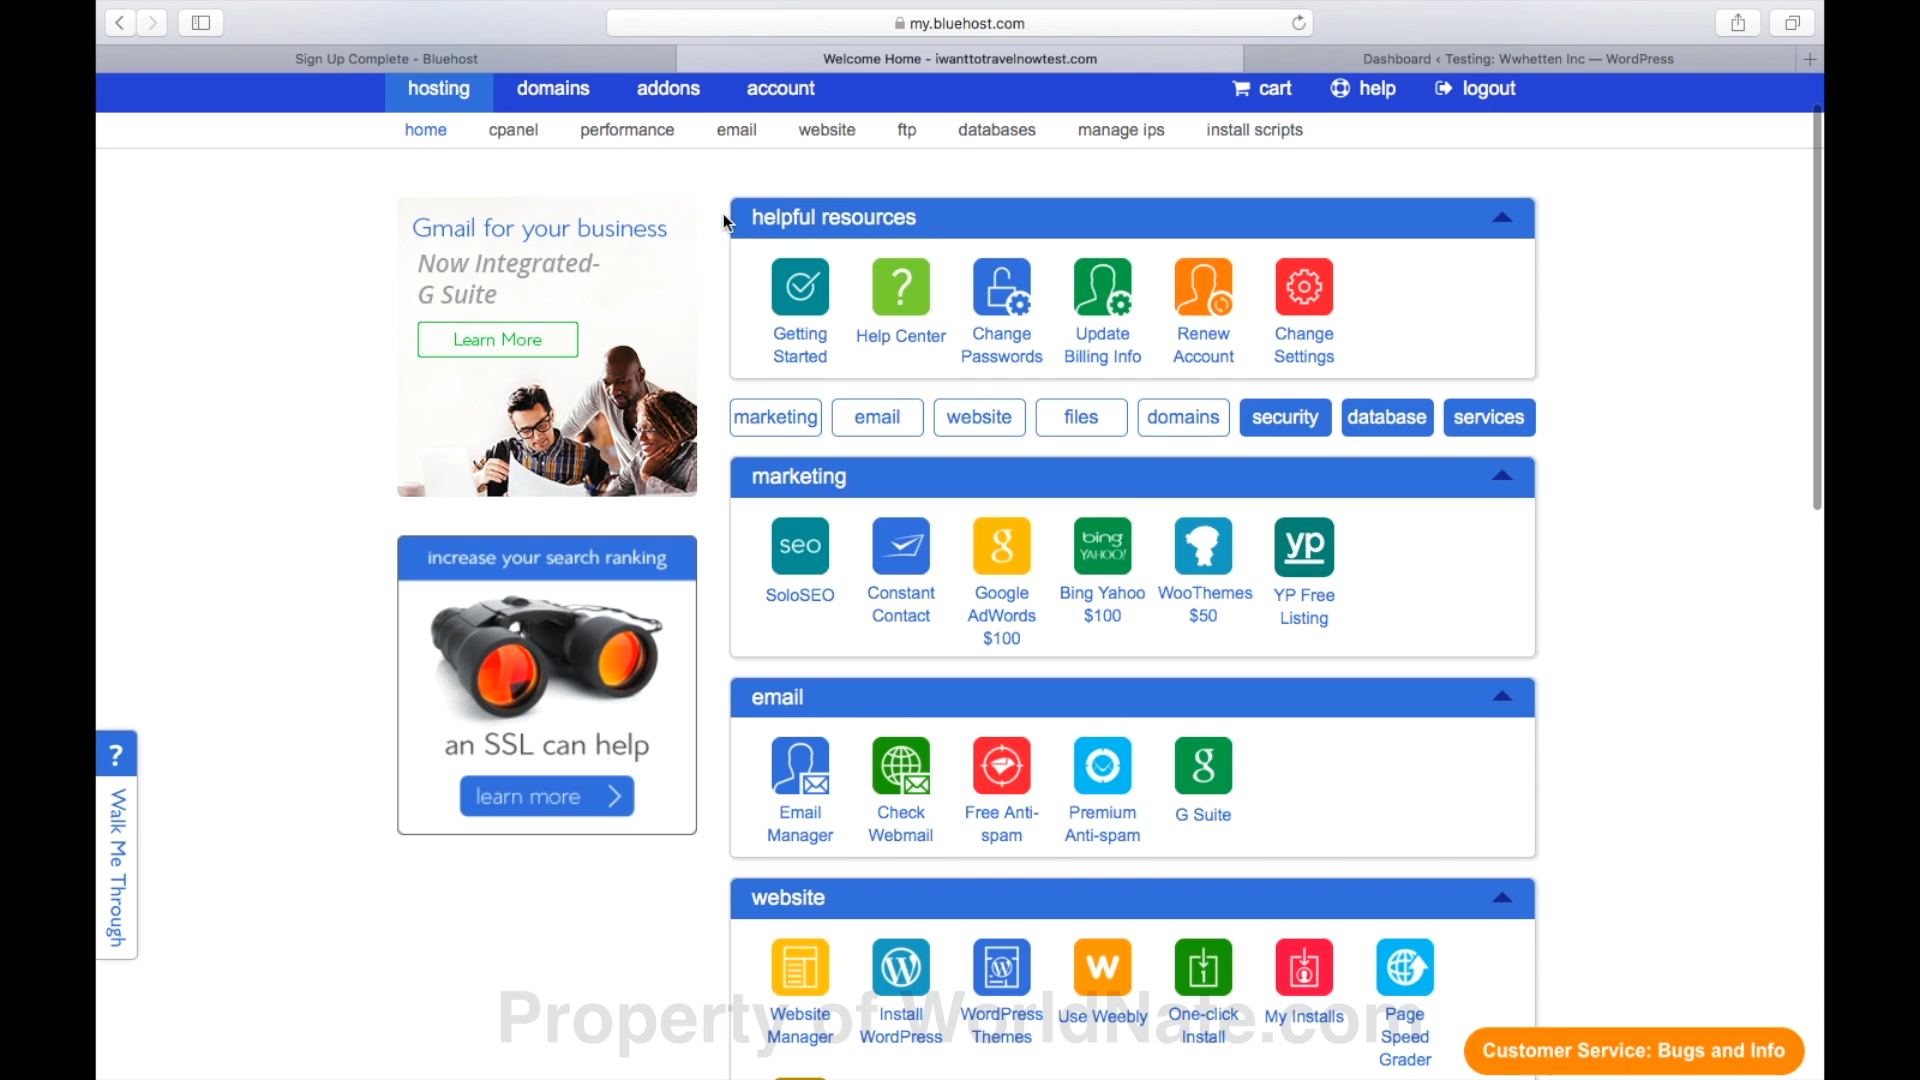 my.bluehost.com
Sign Up Complete - Bluehost
Welcome Home - iwanttotravelnowtest.com
Dashboard ‹ Testing: Wwhetten Inc — WordPress
hosting domains addons account cart help logout
home cpanel performance email website ftp databases manage ips install scripts
Gmail for your business
Now Integrated-
G Suite
Learn More
increase your search ranking
an SSL can help
learn more
?
Walk Me Through
helpful resources
?
Getting
Started
Help Center
Change
Passwords
Update
Billing Info
Renew
Account
Change
Settings
marketing email website files domains security database services
marketing
seo
SoloSEO
Constant
Contact
g
Google
AdWords
$100
bing
YAHOO!
Bing Yahoo
$100
WooThemes
$50
yp
YP Free
Listing
email
Email
Manager
Check
Webmail
Free Anti-
spam
Premium
Anti-spam
g
G Suite
website
Website
Manager
W
Install
WordPress
W
WordPress
Themes
W
Use Weebly
1
One-click
Install
My Installs
Page
Speed
Grader
Property of WorldNate.com
Customer Service: Bugs and Info